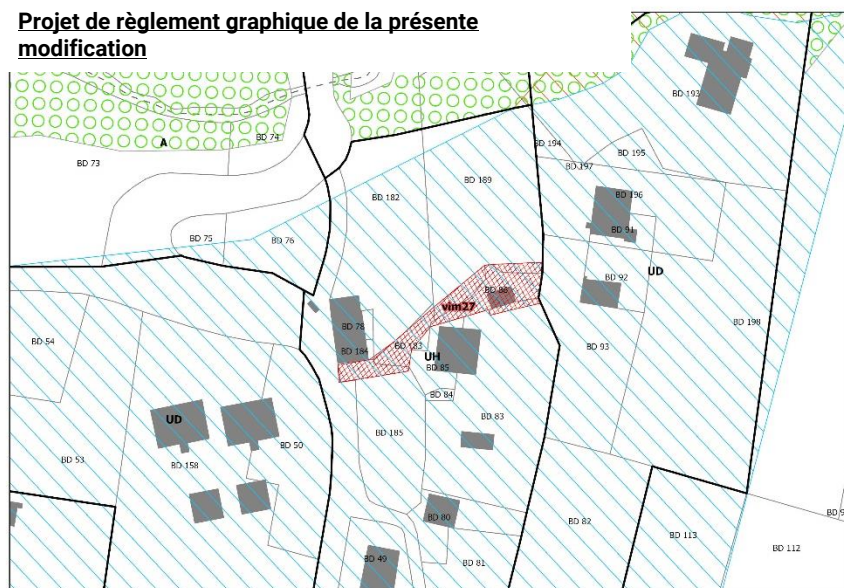 Projet de règlement graphique de la présente
modification
BD 193
BD 74
A
BD 73
BD 194
BD 195
BD 197
BD 189
BD 182
BD 196
BD 91
BD 75
BD 76
UD
BD 92
BD 86
vim27
BD 198
BD 78
BD 54
BD 183
BD 93
BD 184
UH
BD 85
BD 84
BD 83
UD
BD 185
BD 50
BD 53
BD 158
BD 80
BD 82
BD 9
BD 113
BD 112
BD 49
BD 81